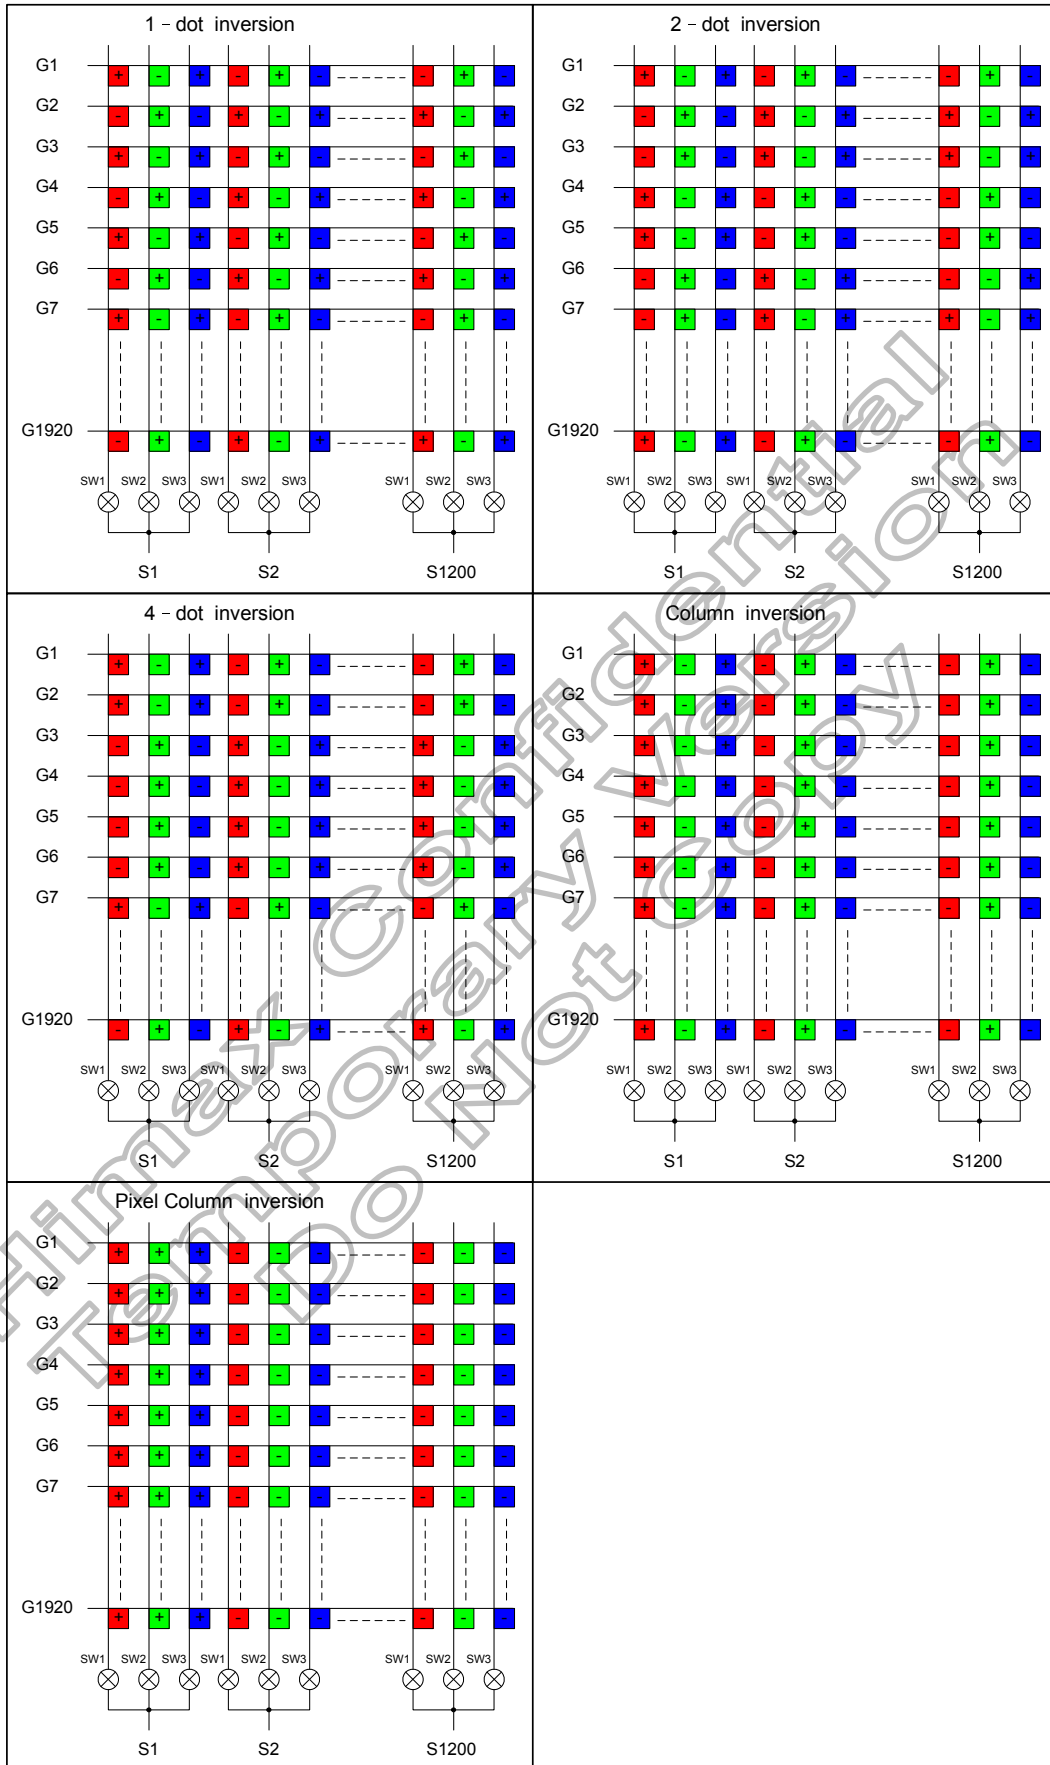 1 - dot inversion
G1 + - + - + - - + -
G2 - + - + - + + - +
G3 + - + - + - - + -
G4 - + - + - + + - +
G5 + - + - + - - + -
G6 - + - + - + + - +
G7 + - + - + - - + -
G1920 - + - + - + + - +
SW1 SW2 SW3 SW1 SW2 SW3 SW1 SW2 SW3
S1 S2 S1200
2 - dot inversion
G1 + - + - + - - + -
G2 - + - + - + + - +
G3 - + - + - + + - +
G4 + - + - + - - + -
G5 + - + - + - - + -
G6 - + - + - + + - +
G7 - + - + - + + - +
G1920 + - + - + - - + -
SW1 SW2 SW3 SW1 SW2 SW3 SW1 SW2 SW3
S1 S2 S1200
4 - dot inversion
G1 + - + - + - - + -
G2 + - + - + - - + -
G3 - + - + - + + - +
G4 - + - + - + + - +
G5 - + - + - + + - +
G6 - + - + - + + - +
G7 + - + - + - - + -
G1920 - + - + - + + - +
SW1 SW2 SW3 SW1 SW2 SW3 SW1 SW2 SW3
S1 S2 S1200
Column inversion
G1 + - + - + - - + -
G2 + - + - + - - + -
G3 + - + - + - - + -
G4 + - + - + - - + -
G5 + - + - + - - + -
G6 + - + - + - - + -
G7 + - + - + - - + -
G1920 + - + - + - - + -
SW1 SW2 SW3 SW1 SW2 SW3 SW1 SW2 SW3
S1 S2 S1200
Pixel Column inversion
G1 + + + - - - - - -
G2 + + + - - - - - -
G3 + + + - - - - - -
G4 + + + - - - - - -
G5 + + + - - - - - -
G6 + + + - - - - - -
G7 + + + - - - - - -
G1920 + + + - - - - - -
SW1 SW2 SW3 SW1 SW2 SW3 SW1 SW2 SW3
S1 S2 S1200
Himax Confidential
Temporary Version
Do Not Copy